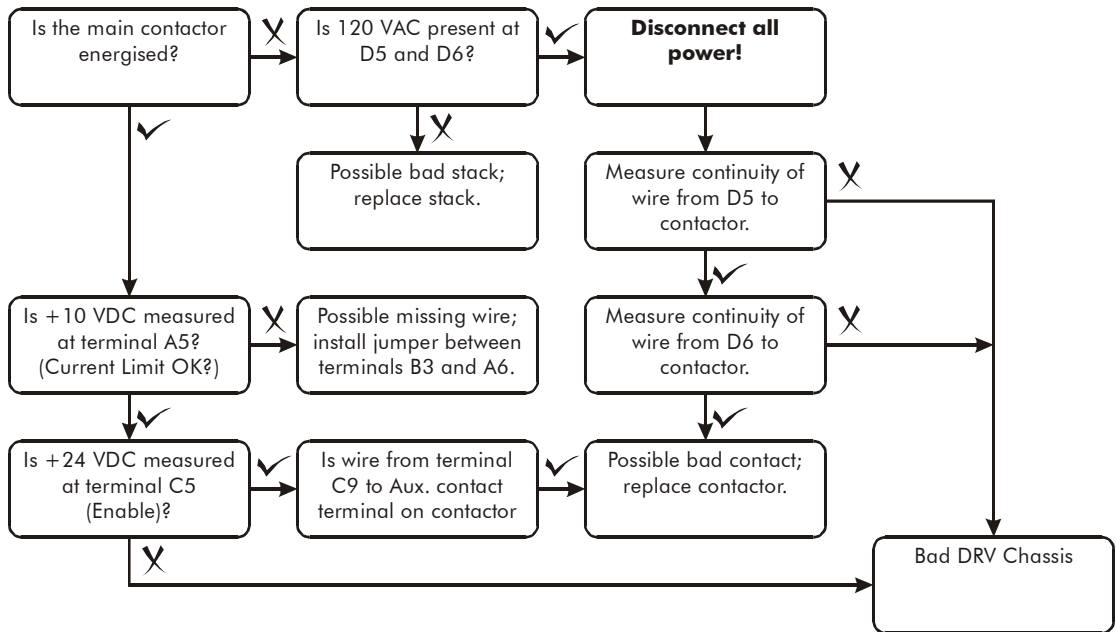 Is the main contactor
energised?
Is 120 VAC present at
D5 and D6?
Disconnect all
power!
Possible bad stack;
replace stack.
Measure continuity of
wire from D5 to
contactor.
Is +10 VDC measured
at terminal A5?
(Current Limit OK?)
Possible missing wire;
install jumper between
terminals B3 and A6.
Measure continuity of
wire from D6 to
contactor.
Is +24 VDC measured
at terminal C5
(Enable)?
Is wire from terminal
C9 to Aux. contact
terminal on contactor
Possible bad contact;
replace contactor.
Bad DRV Chassis